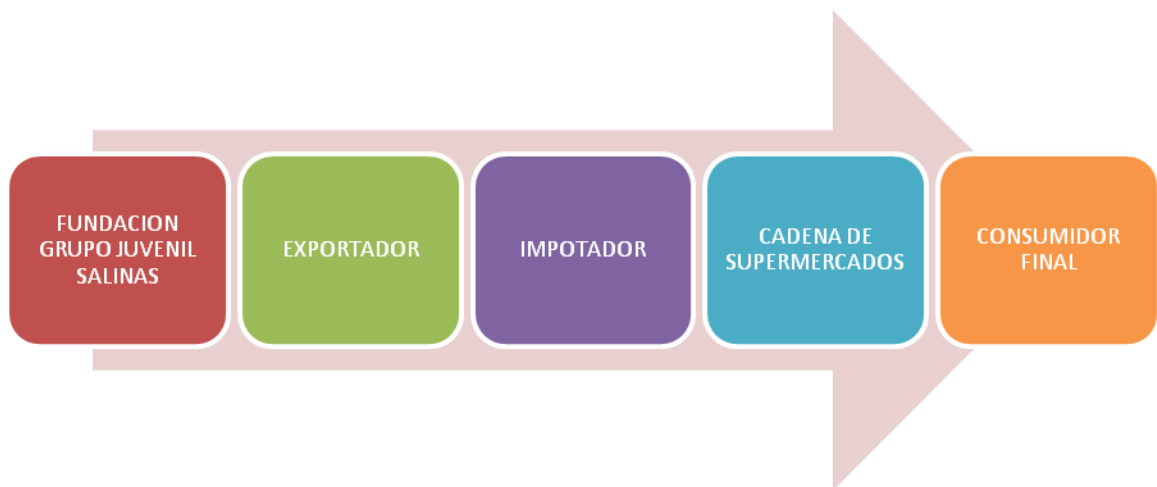 FUNDACION
GRUPO JUVENIL
SALINAS
EXPORTADOR
IMPOTADOR
CADENA DE
SUPERMERCADOS
CONSUMIDOR
FINAL